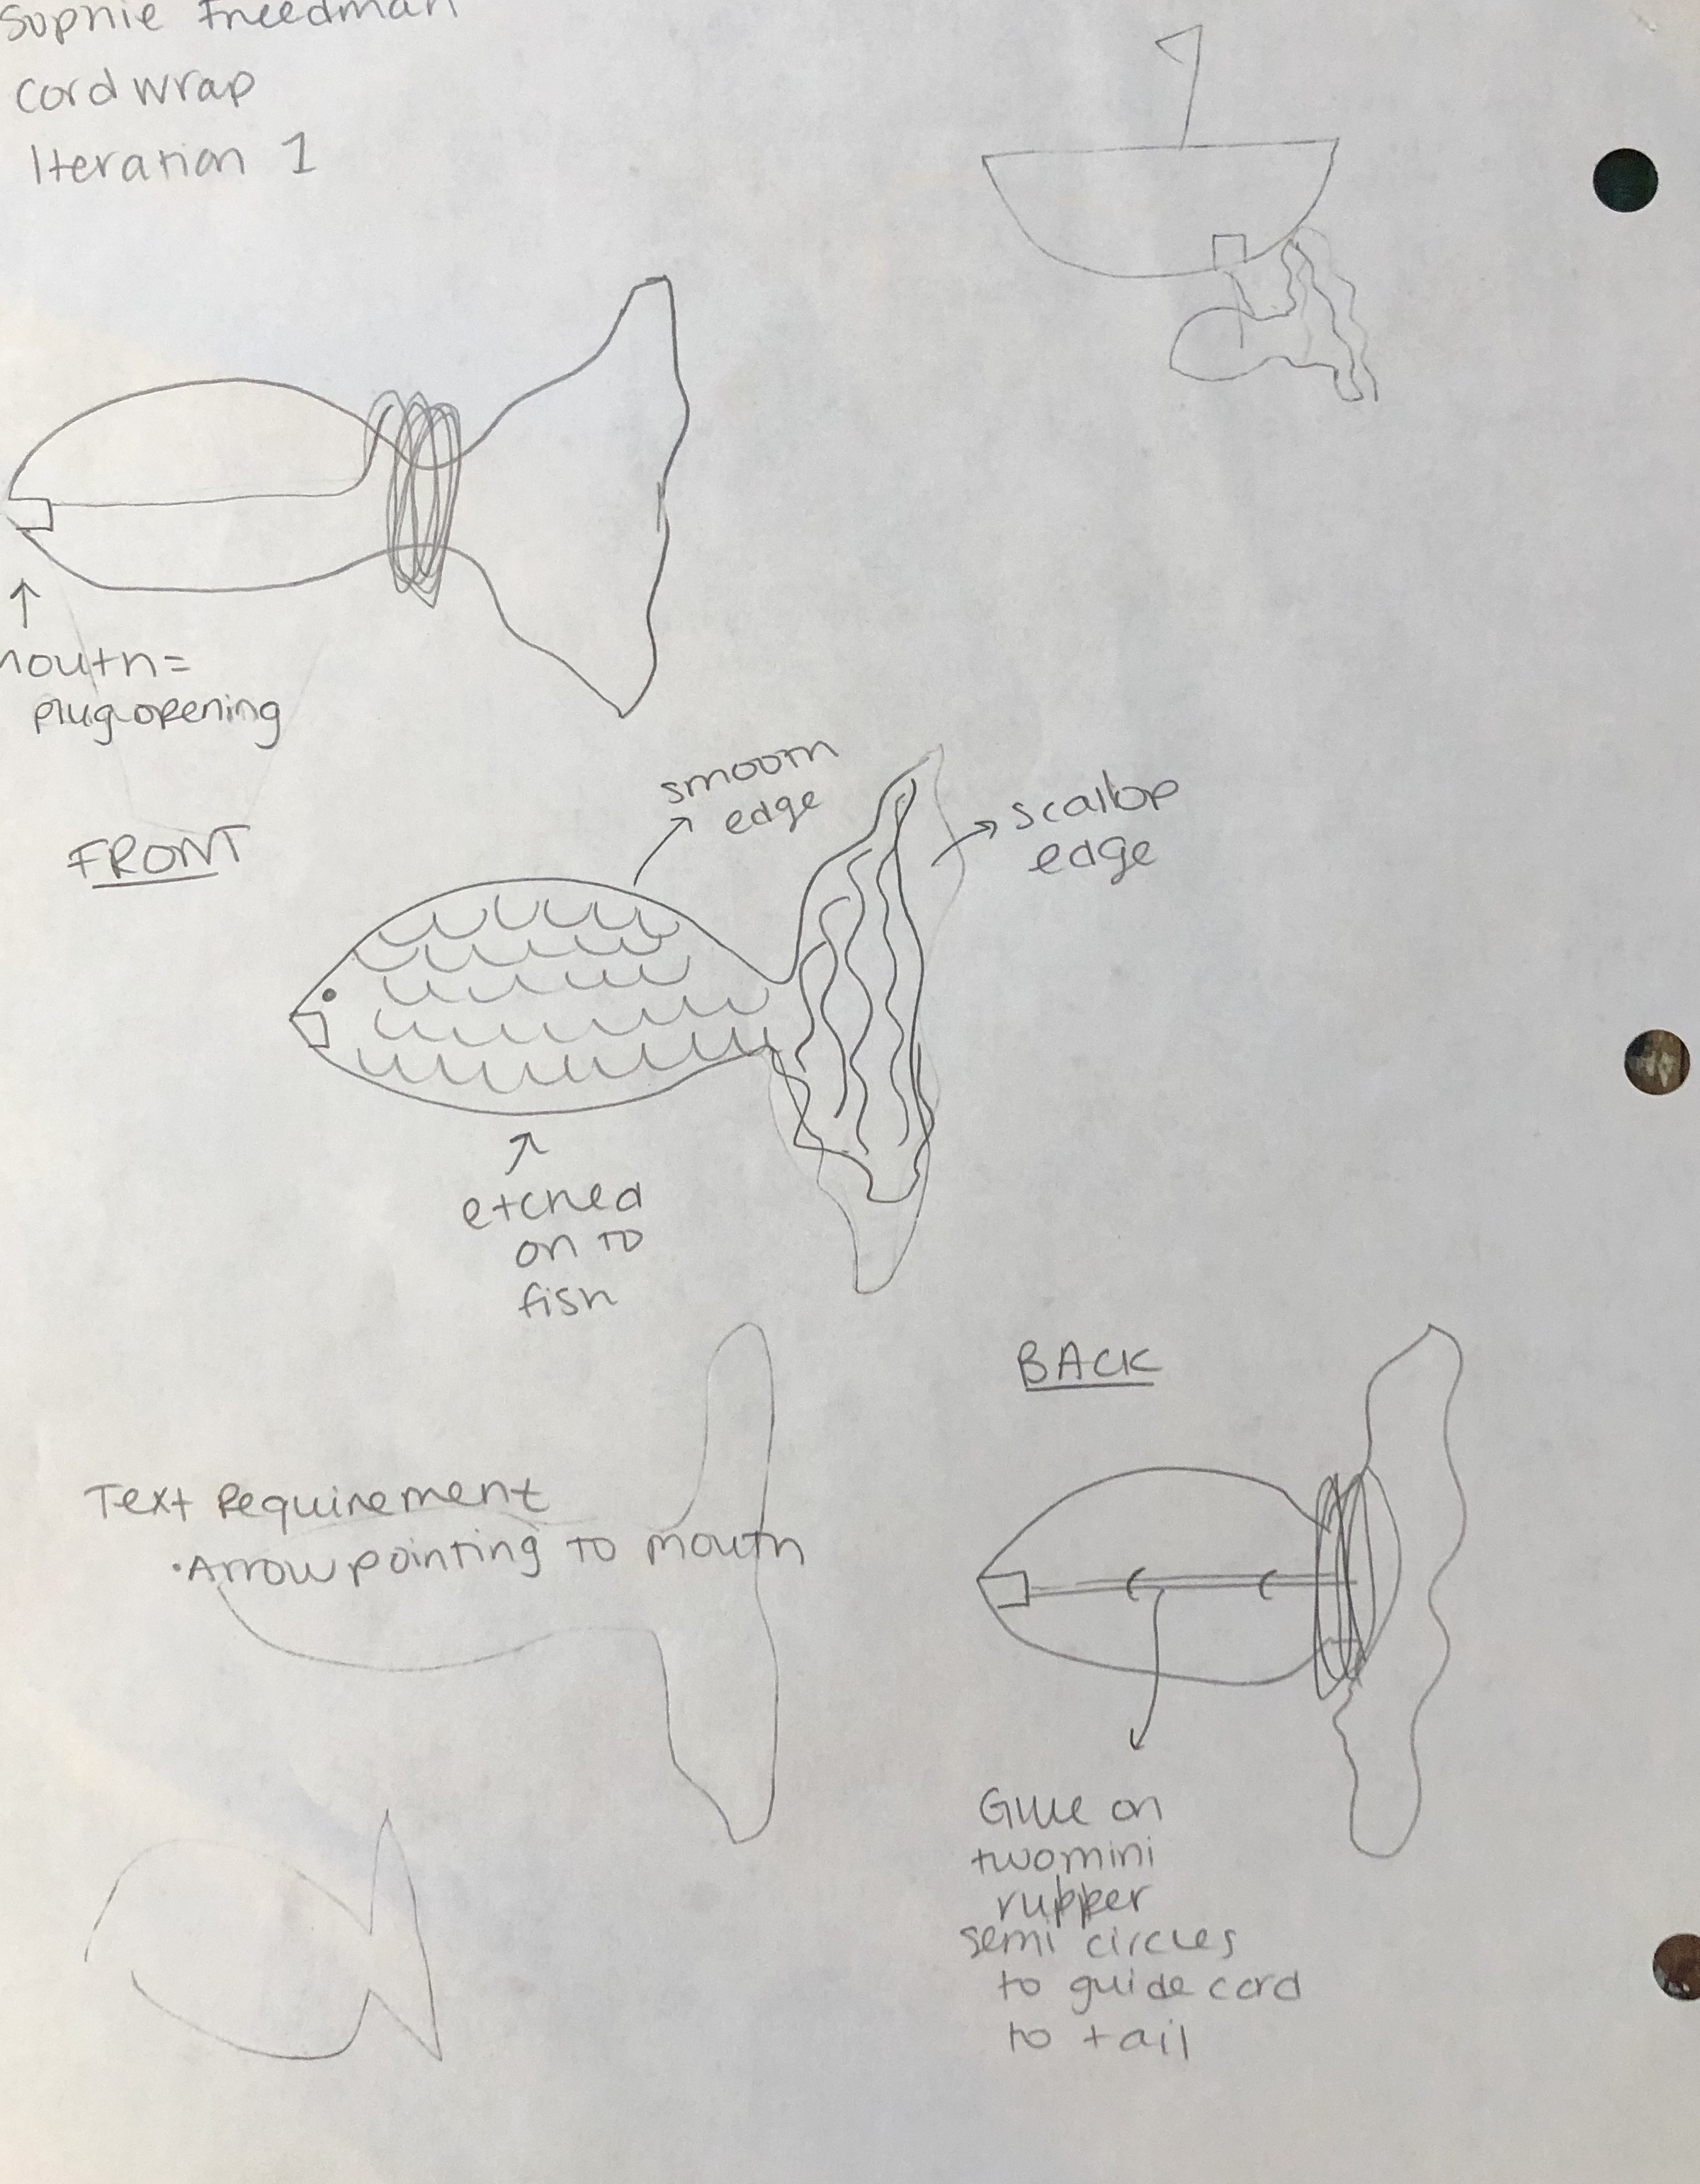 Sophie Freedman
Cord wrap
Iteration 1
mouth=
plug opening
smooth
edge
scallop
edge
FRONT
etched
on to
fish
BACK
Text Requirement
• Arrow pointing to mouth
Glue on
two mini
rubber
semi circles
to guide cord
to tail